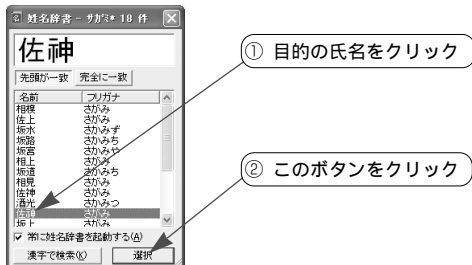 姓名辞書 - サガミ* 18 件
佐神
先頭が一致 完全に一致
名前 フリガナ
相模 さがみ
佐上 さがみ
坂水 さかみず
坂路 さかみち
坂宮 さかみや
相上 さがみ
坂道 さかみち
相見 さがみ
佐神 さがみ
酒光 さかみつ
佐神 さがみ
坂上 さがみ
常に姓名辞書を起動する(A)
漢字で検索(K) 選択
① 目的の氏名をクリック
② このボタンをクリック